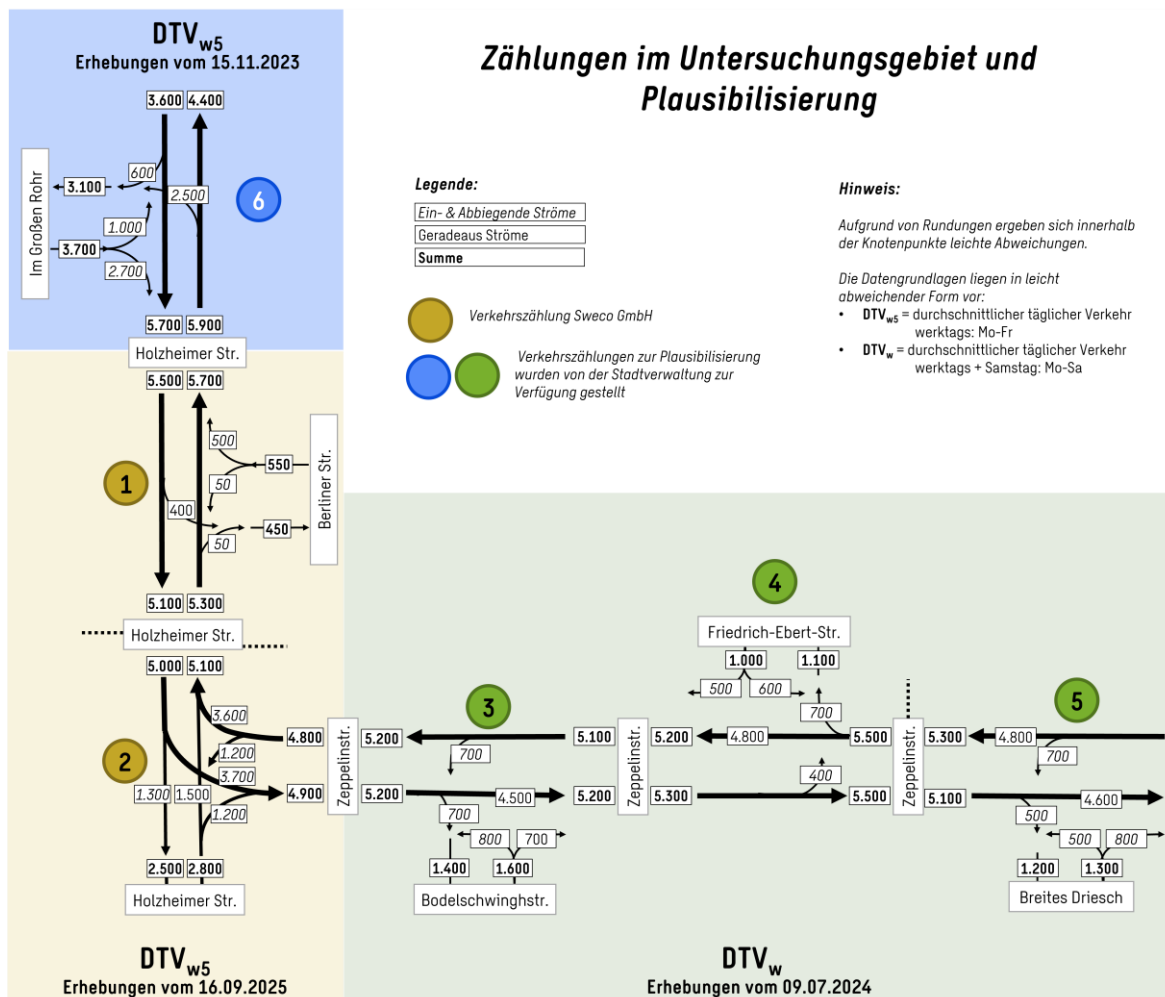 DTVw5
Erhebungen vom 15.11.2023
Zählungen im Untersuchungsgebiet und
Plausibilisierung
3.600 4.400
Im Großen Rohr
600
3.100
2.500
6
1.000
3.700
2.700
5.700 5.900
Holzheimer Str.
Legende:
Ein- & Abbiegende Ströme
Geradeaus Ströme
Summe
Verkehrszählung Sweco GmbH
Verkehrszählungen zur Plausibilisierung
wurden von der Stadtverwaltung zur
Verfügung gestellt
Hinweis:
Aufgrund von Rundungen ergeben sich innerhalb
der Knotenpunkte leichte Abweichungen.
Die Datengrundlagen liegen in leicht
abweichender Form vor:
• DTVw5 = durchschnittlicher täglicher Verkehr
werktags: Mo-Fr
• DTVw = durchschnittlicher täglicher Verkehr
werktags + Samstag: Mo-Sa
5.500 5.700
500
550
1
50
Berliner Str.
400
450
50
5.100 5.300
Holzheimer Str.
5.000 5.100
3.600
4.800
1.200
2
3.700
4.900
1.300 1.500
1.200
2.500 2.800
Holzheimer Str.
DTVw5
Erhebungen vom 16.09.2025
Zeppelinstr.
3
5.200
700
5.100
5.200
4.500
5.200
700
800 700
1.400 1.600
Bodelschwinghstr.
4
Friedrich-Ebert-Str.
1.000 1.100
500 600
700
Zeppelinstr.
5.200
4.800
5.500
400
5.300
5.500
Zeppelinstr.
5
5.300
4.800
700
5.100
4.600
500
500 800
1.200 1.300
Breites Driesch
DTVw
Erhebungen vom 09.07.2024